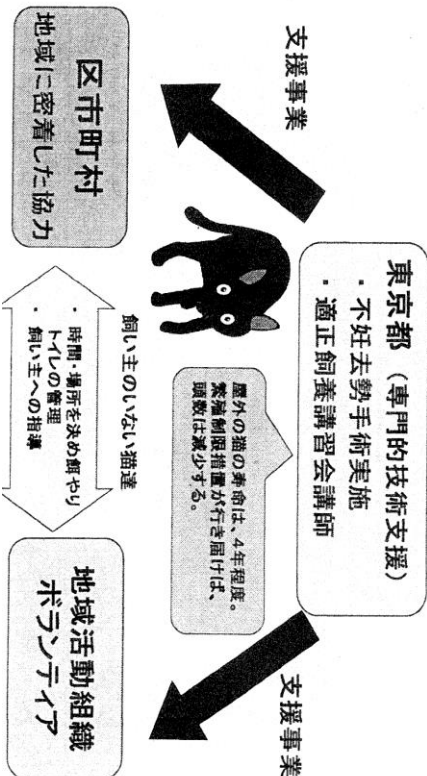 東京都（専門的技術支援）
・不妊去勢手術実施
・適正飼養講習会講師
支援事業
支援事業
屋外の猫の寿命は、4年程度。
繁殖制限措置が行き届けば、
頭数は減少する。
飼い主のいない猫達
区市町村
地域に密着した協力
・時間・場所を決め餌やり
トイレの管理
・飼い主への指導
地域活動組織
ボランティア